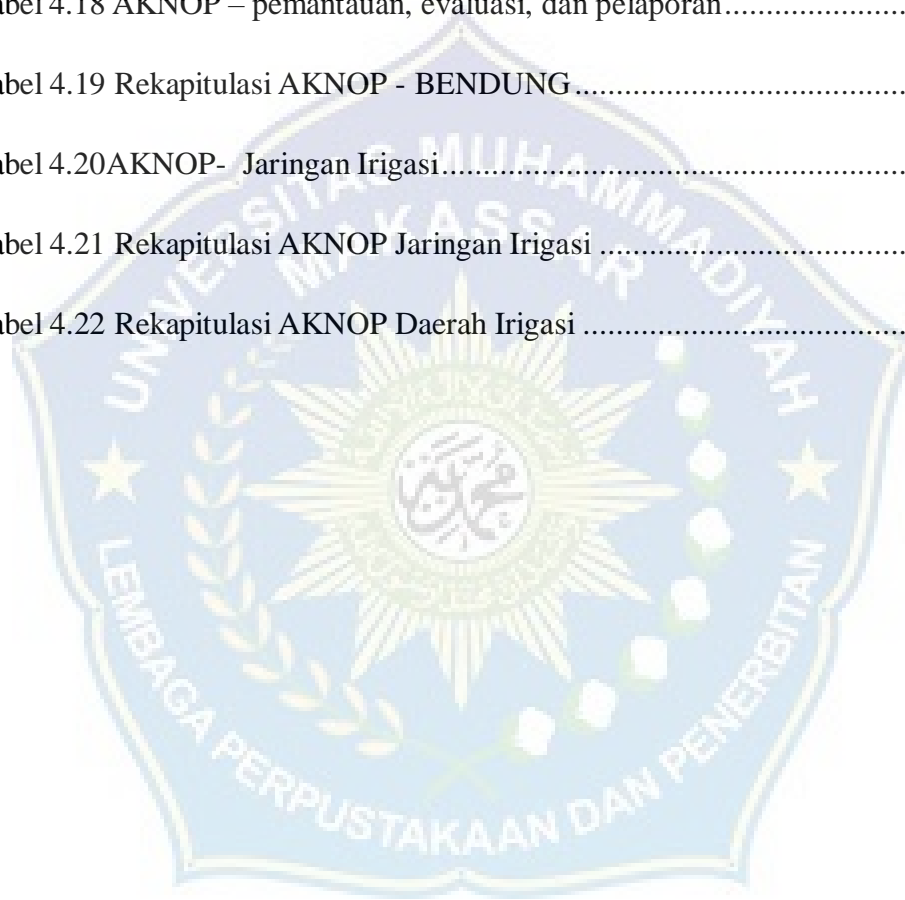 abel 4.18 AKNOP – pemantauan, evaluasi, dan pelaporan........................
abel 4.19 Rekapitulasi AKNOP - BENDUNG........................................
abel 4.20AKNOP- Jaringan Irigasi........................................................
abel 4.21 Rekapitulasi AKNOP Jaringan Irigasi .....................................
abel 4.22 Rekapitulasi AKNOP Daerah Irigasi .......................................
UNIVERSITAS MUHAMMADIYAH
MAKASSAR
LEMBAGA PERPUSTAKAAN DAN PENERBITAN